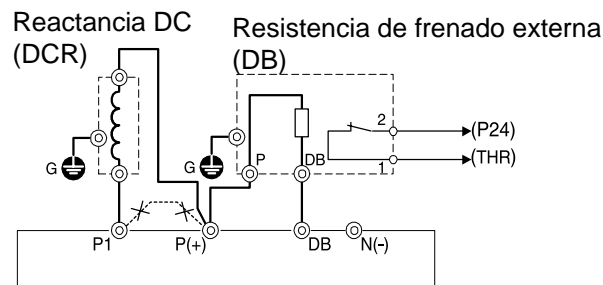 Reactancia DC
(DCR)
Resistencia de frenado externa
(DB)
2
(P24)
G
G
P
DB
1
(THR)
P1
P(+)
DB
N(-)